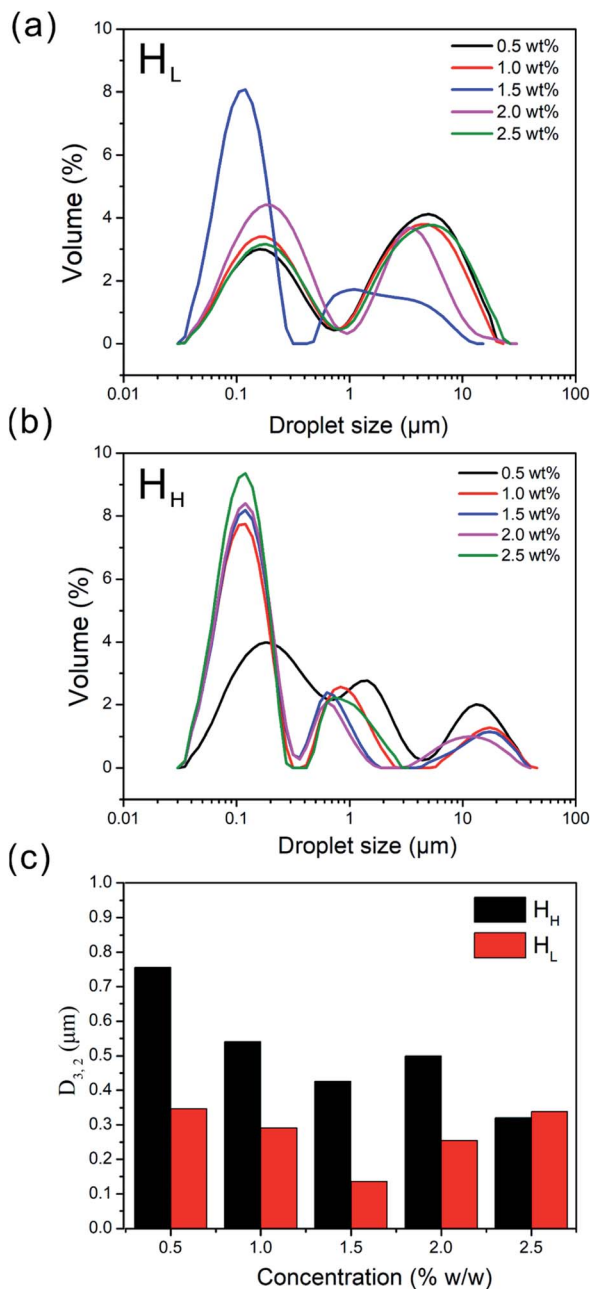 (a)
H_L
0.5 wt%
1.0 wt%
1.5 wt%
2.0 wt%
2.5 wt%
Volume (%)
10
8
6
4
2
0
0.01 0.1 1 10 100
Droplet size (µm)
(b)
H_H
0.5 wt%
1.0 wt%
1.5 wt%
2.0 wt%
2.5 wt%
Volume (%)
10
8
6
4
2
0
0.01 0.1 1 10 100
Droplet size (µm)
(c)
H_H
H_L
D_3, 2 (µm)
1.0
0.9
0.8
0.7
0.6
0.5
0.4
0.3
0.2
0.1
0.0
0.5 1.0 1.5 2.0 2.5
Concentration (% w/w)